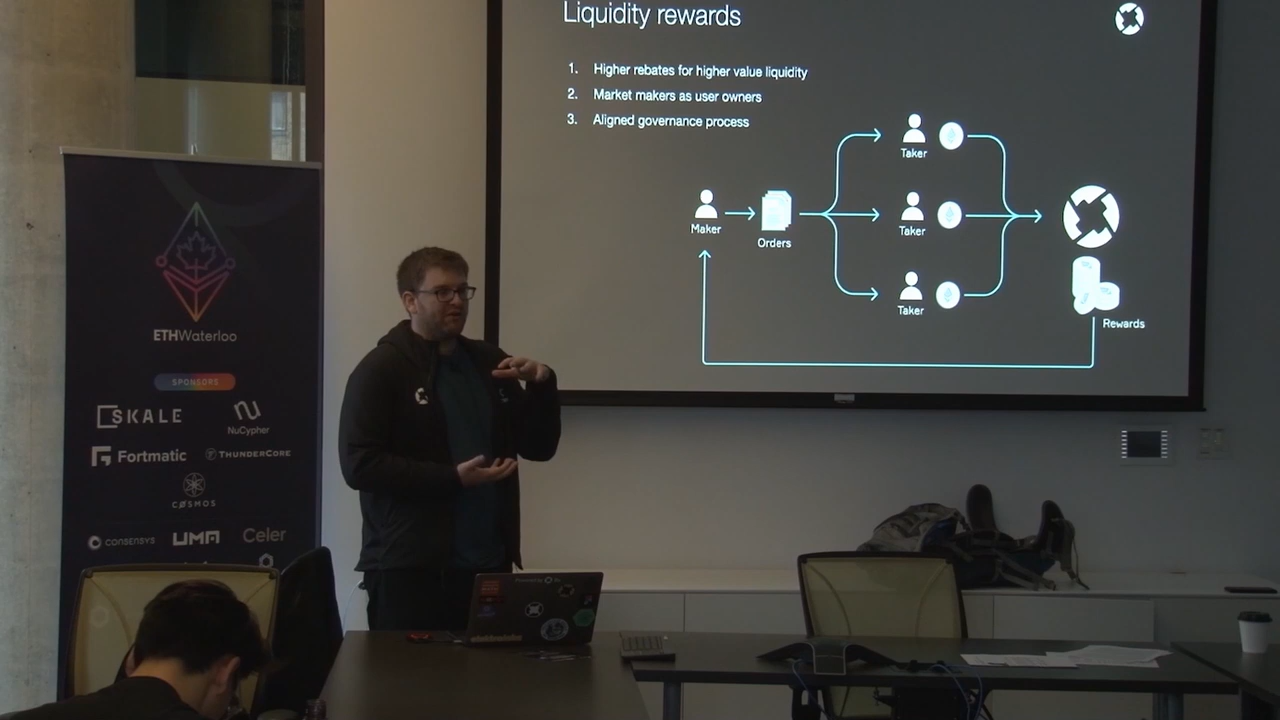 Liquidity rewards
1. Higher rebates for higher value liquidity
2. Market makers as user owners
3. Aligned governance process
Taker
Maker
Orders
Taker
Taker
Rewards
ETHWaterloo
SPONSORS
SKALE
NuCypher
Fortmatic
THUNDERCORE
COSMOS
CONSENSYS
UMA
Celer